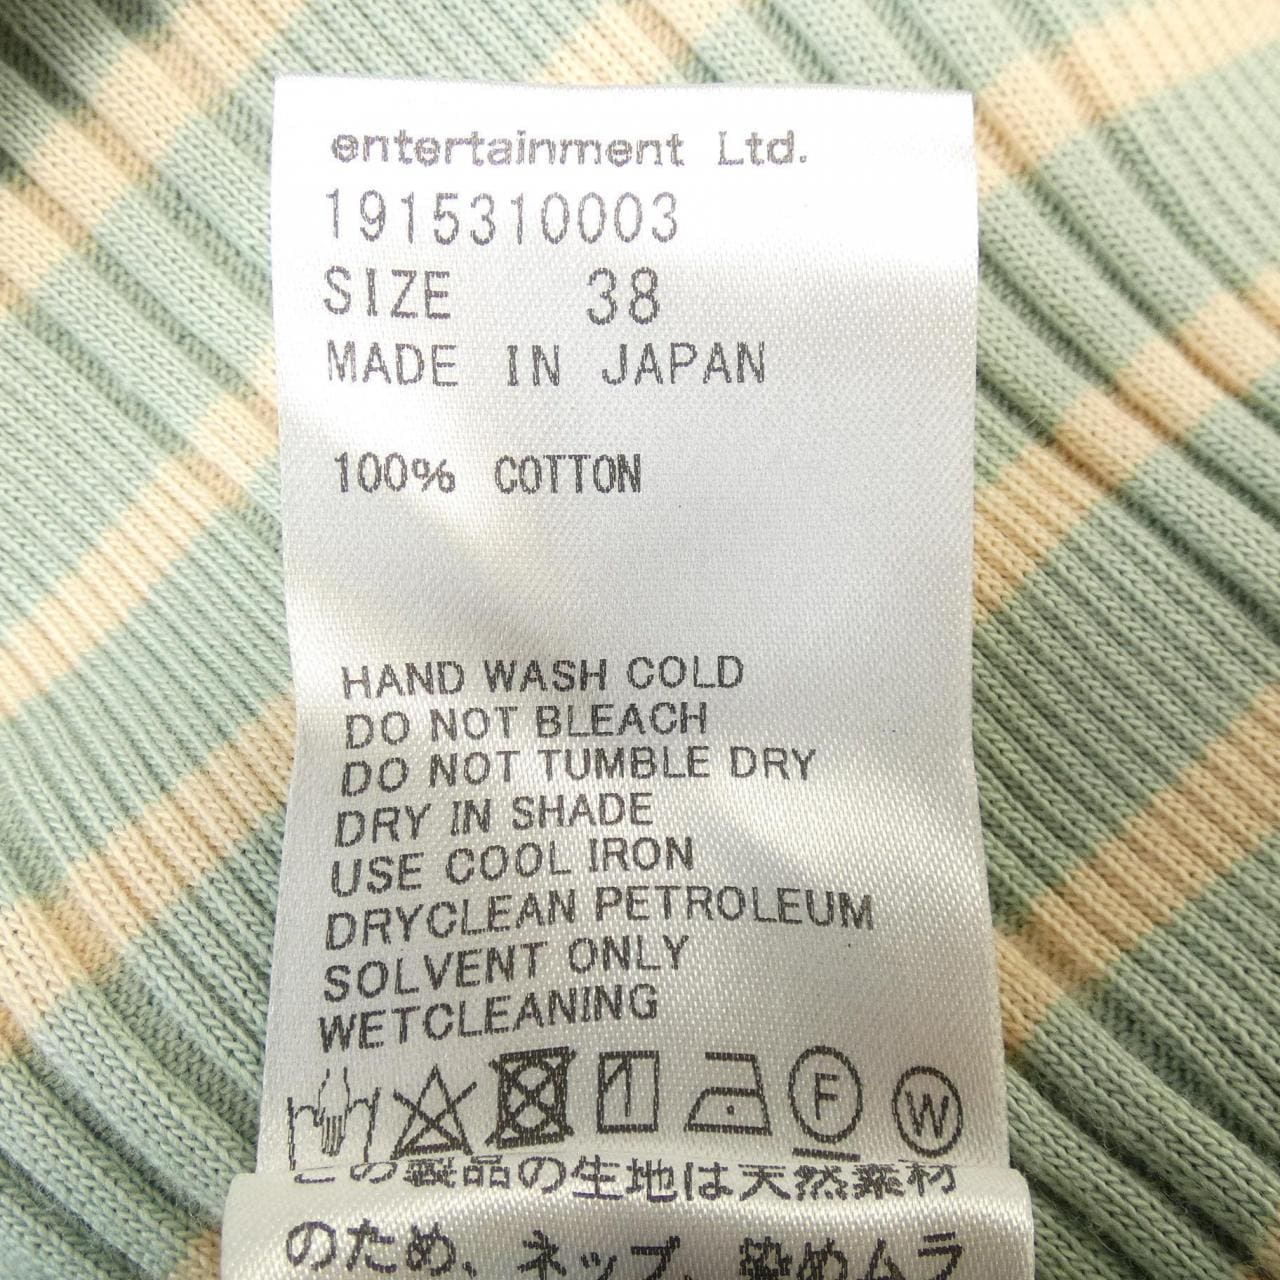 entertainment Ltd.
1915310003
SIZE 38
MADE IN JAPAN
100% COTTON
HAND WASH COLD
DO NOT BLEACH
DO NOT TUMBLE DRY
DRY IN SHADE
USE COOL IRON
DRYCLEAN PETROLEUM
SOLVENT ONLY
WETCLEANING
F W
この製品の生地は天然素材
のため、ネップ、染めムラ